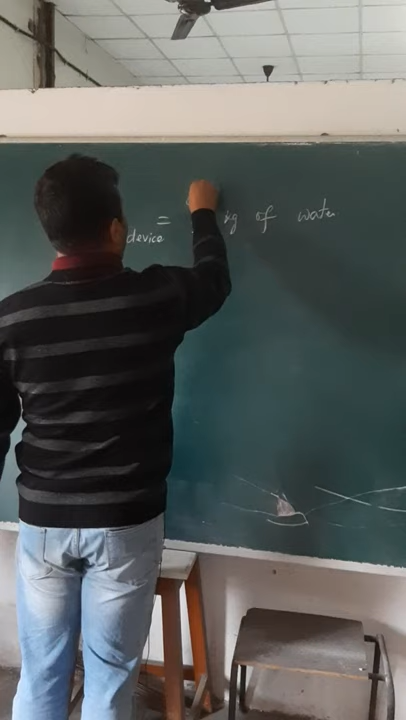 device = kg of water